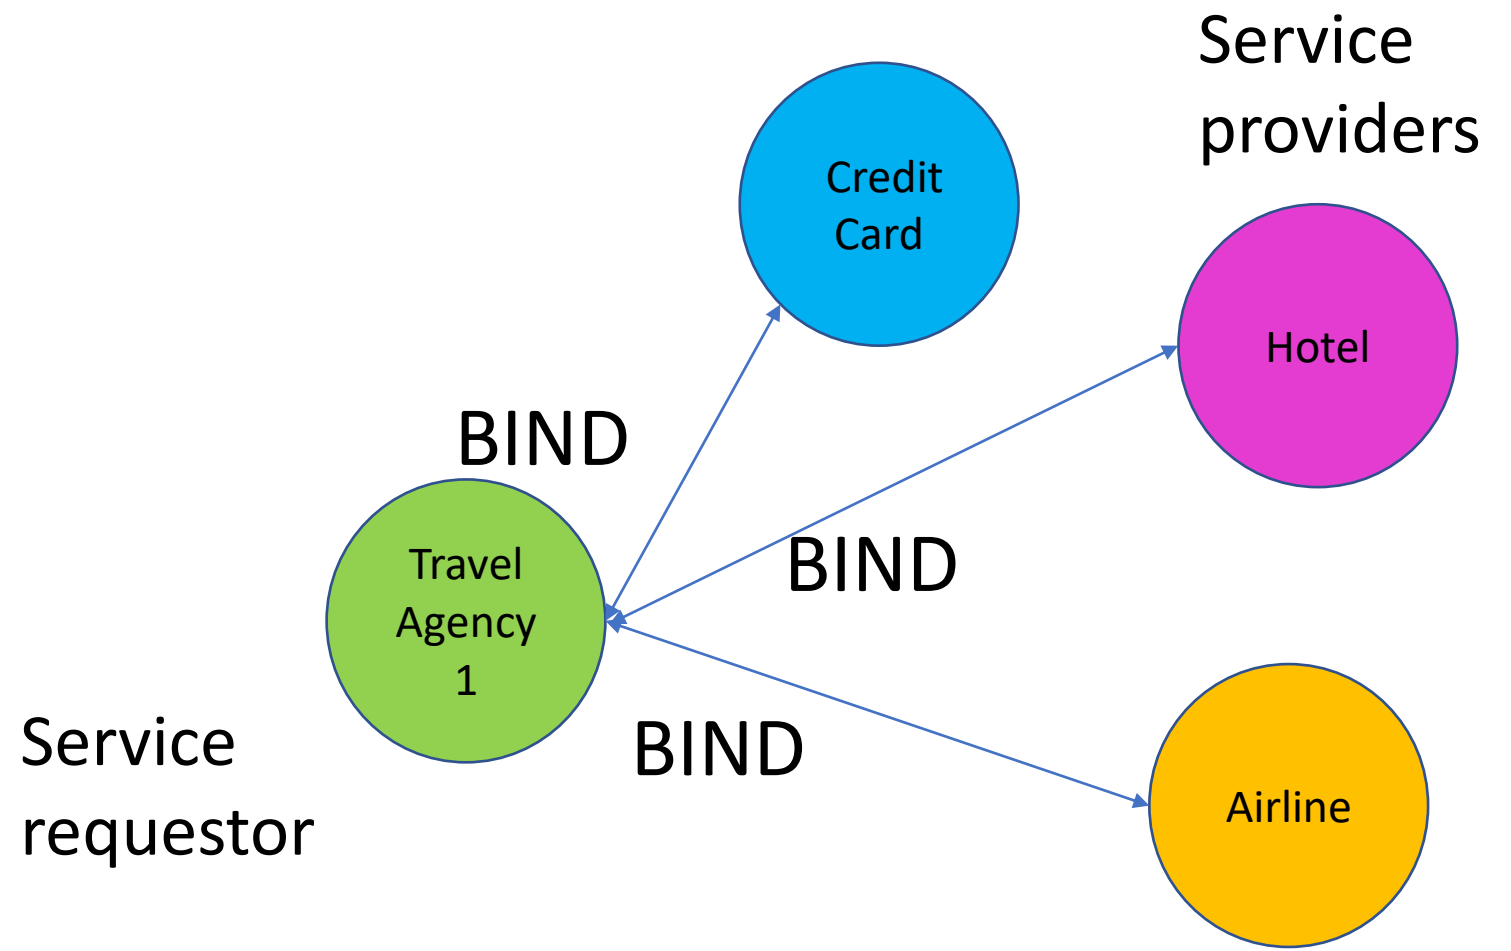 Service
providers
Credit
Card
Hotel
BIND
BIND
Travel
Agency
1
BIND
Service
requestor
Airline